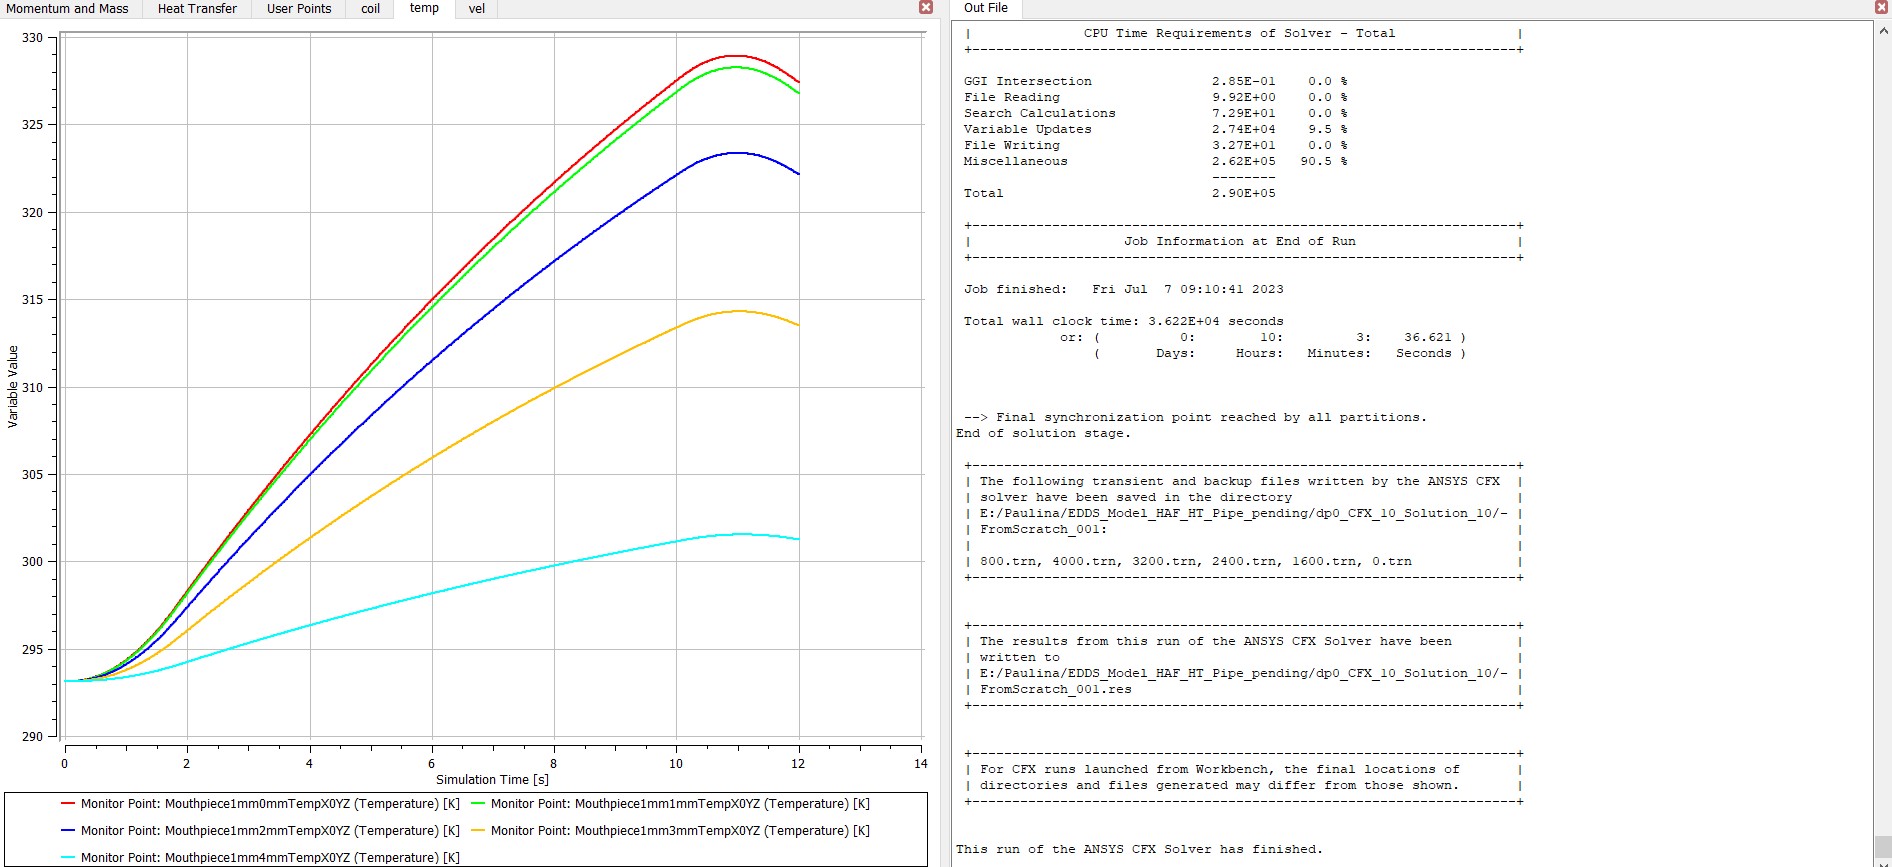 Momentum and Mass Heat Transfer User Points coil temp vel
330
325
320
315
310
305
300
295
290
Variable Value
0 2 4 6 8 10 12 14
Simulation Time [s]
Monitor Point: Mouthpiece1mm0mmTempX0YZ (Temperature) [K] Monitor Point: Mouthpiece1mm1mmTempX0YZ (Temperature) [K]
Monitor Point: Mouthpiece1mm2mmTempX0YZ (Temperature) [K] Monitor Point: Mouthpiece1mm3mmTempX0YZ (Temperature) [K]
Monitor Point: Mouthpiece1mm4mmTempX0YZ (Temperature) [K]
Out File
| CPU Time Requirements of Solver - Total |
+--------------------------------------------------------------------+
GGI Intersection 2.85E-01 0.0 %
File Reading 9.92E+00 0.0 %
Search Calculations 7.29E+01 0.0 %
Variable Updates 2.74E+04 9.5 %
File Writing 3.27E+01 0.0 %
Miscellaneous 2.62E+05 90.5 %
--------
Total 2.90E+05
+--------------------------------------------------------------------+
| Job Information at End of Run |
+--------------------------------------------------------------------+
Job finished: Fri Jul 7 09:10:41 2023
Total wall clock time: 3.622E+04 seconds
or: ( 0: 10: 3: 36.621 )
( Days: Hours: Minutes: Seconds )
--> Final synchronization point reached by all partitions.
End of solution stage.
+--------------------------------------------------------------------+
| The following transient and backup files written by the ANSYS CFX |
| solver have been saved in the directory |
| E:/Paulina/EDDS_Model_HAF_HT_Pipe_pending/dp0_CFX_10_Solution_10/- |
| FromScratch_001: |
| |
| 800.trn, 4000.trn, 3200.trn, 2400.trn, 1600.trn, 0.trn |
+--------------------------------------------------------------------+
+--------------------------------------------------------------------+
| The results from this run of the ANSYS CFX Solver have been |
| written to |
| E:/Paulina/EDDS_Model_HAF_HT_Pipe_pending/dp0_CFX_10_Solution_10/- |
| FromScratch_001.res |
+--------------------------------------------------------------------+
+--------------------------------------------------------------------+
| For CFX runs launched from Workbench, the final locations of |
| directories and files generated may differ from those shown. |
+--------------------------------------------------------------------+
This run of the ANSYS CFX Solver has finished.